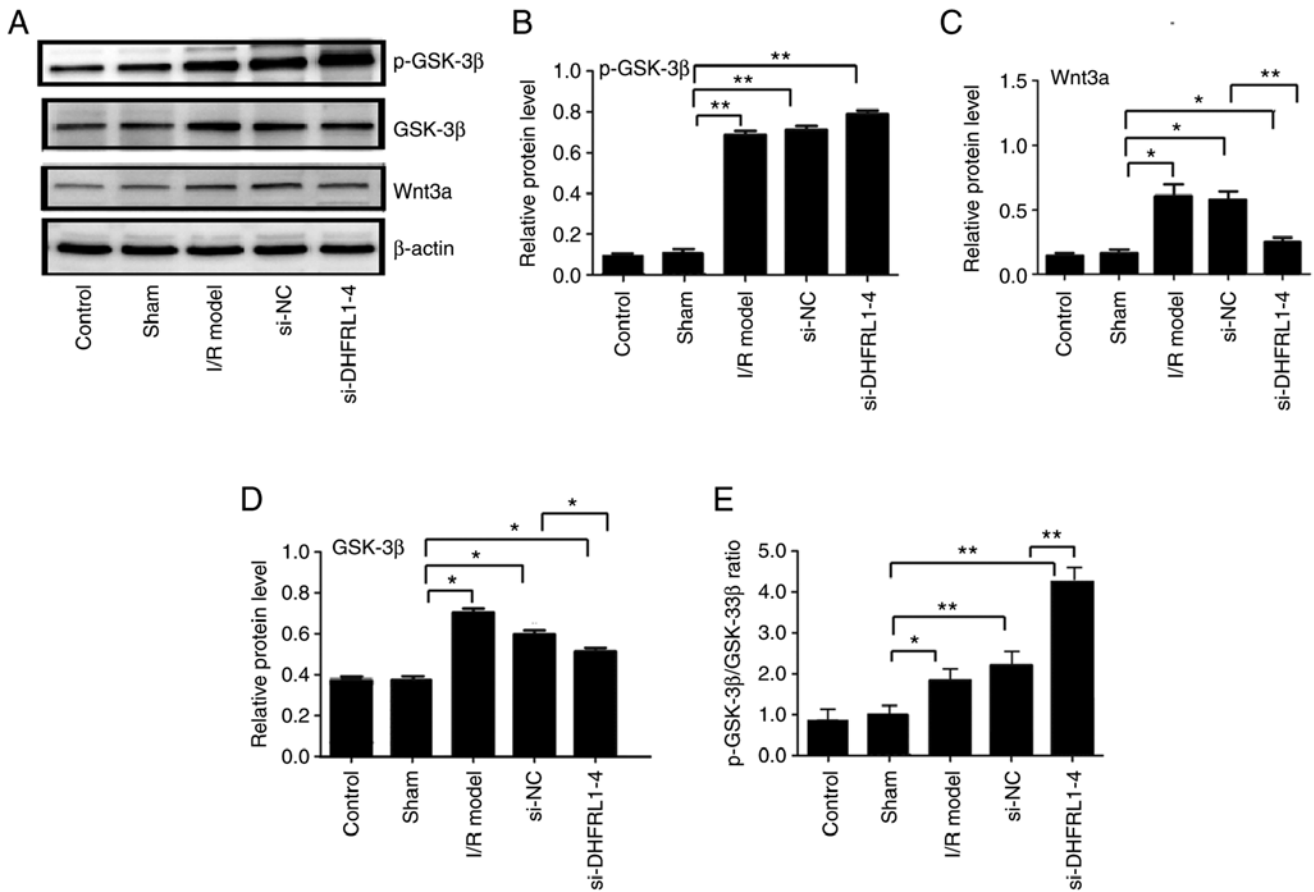 A
p-GSK-3β
GSK-3β
Wnt3a
β-actin
Control
Sham
I/R model
si-NC
si-DHFRL1-4
B
p-GSK-3β
**
**
**
Relative protein level
1.0
0.8
0.6
0.4
0.2
0.0
Control
Sham
I/R model
si-NC
si-DHFRL1-4
C
Wnt3a
**
*
*
*
Relative protein level
1.5
1.0
0.5
0.0
Control
Sham
I/R model
si-NC
si-DHFRL1-4
D
GSK-3β
*
*
*
*
Relative protein level
1.0
0.8
0.6
0.4
0.4
0.0
Control
Sham
I/R model
si-NC
si-DHFRL1-4
E
**
**
**
*
p-GSK-3β/GSK-33β ratio
5.0
4.0
3.0
2.0
1.0
0.0
Control
Sham
I/R model
si-NC
si-DHFRL1-4